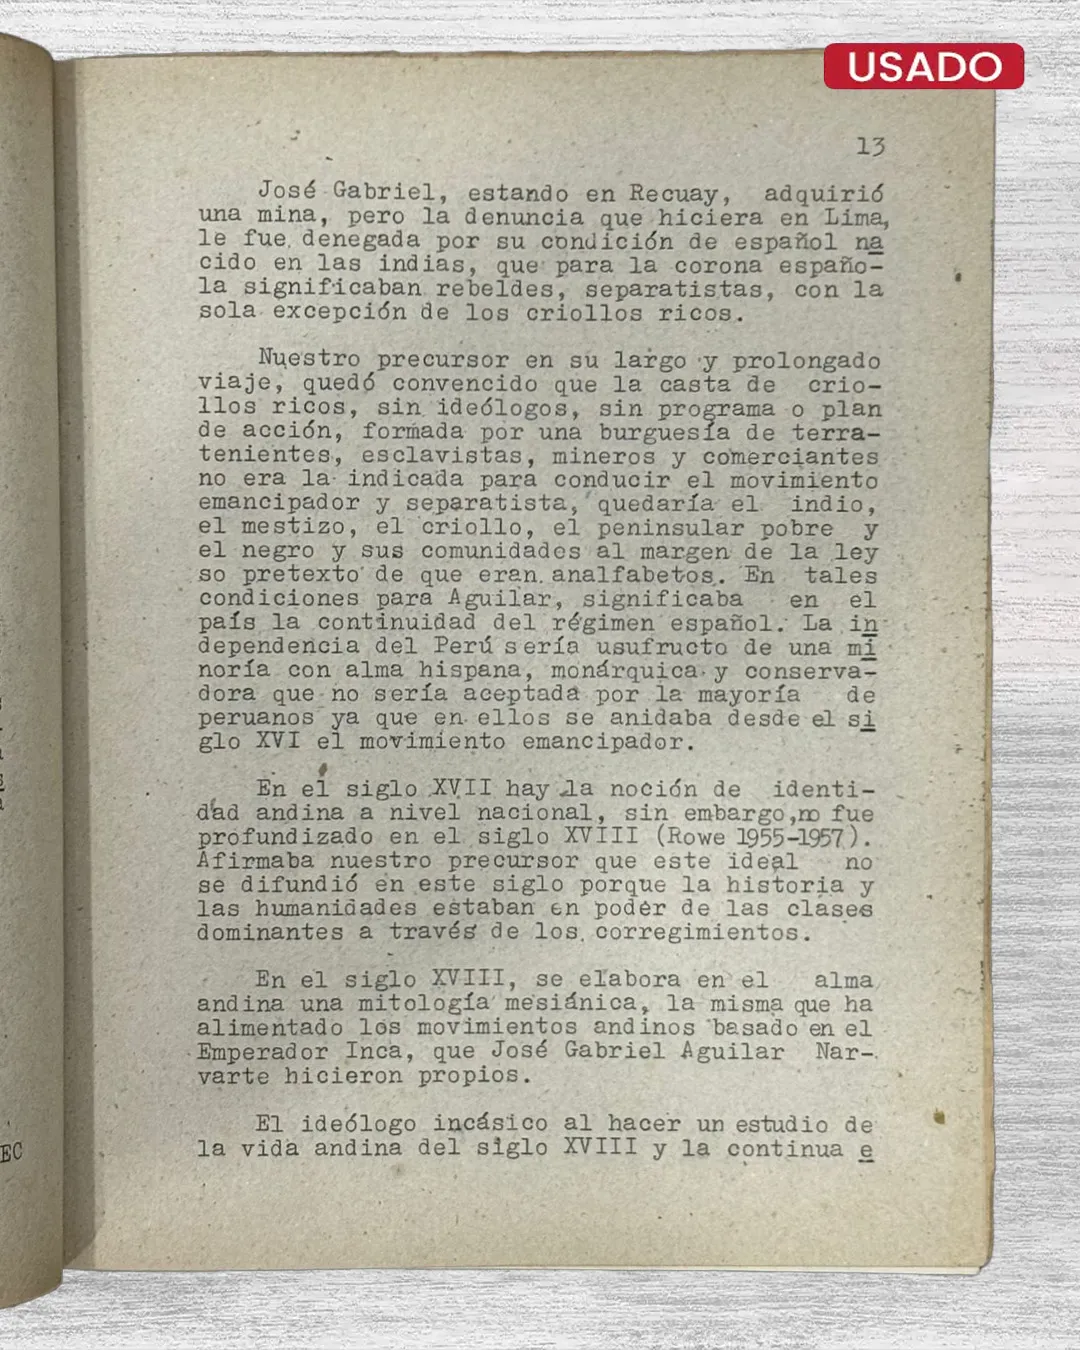 USADO
13
José Gabriel, estando en Recuay, adquirió
una mina, pero la denuncia que hiciera en Lima,
le fue denegada por su condición de español na
cido en las indias, que para la corona españo-
la significaban rebeldes, separatistas, con la
sola excepción de los criollos ricos.
Nuestro precursor en su largo y prolongado
viaje, quedó convencido que la casta de crio-
llos ricos, sin ideólogos, sin programa o plan
de acción, formada por una burguesía de terra-
tenientes, esclavistas, mineros y comerciantes
no era la indicada para conducir el movimiento
emancipador y separatista, quedaría el indio,
el mestizo, el criollo, el peninsular pobre y
el negro y sus comunidades al margen de la ley
so pretexto de que eran analfabetos. En tales
condiciones para Aguilar, significaba en el
país la continuidad del régimen español. La in
dependencia del Perú sería usufructo de una mi
noría con alma hispana, monárquica y conserva-
dora que no sería aceptada por la mayoría de
peruanos ya que en ellos se anidaba desde el si
glo XVI el movimiento emancipador.
En el siglo XVII hay la noción de identi-
dad andina a nivel nacional, sin embargo, no fue
profundizado en el siglo XVIII (Rowe 1955-1957).
Afirmaba nuestro precursor que este ideal no
se difundió en este siglo porque la historia y
las humanidades estaban en poder de las clases
dominantes a través de los corregimientos.
En el siglo XVIII, se elabora en el alma
andina una mitología mesiánica, la misma que ha
alimentado los movimientos andinos basado en el
Emperador Inca, que José Gabriel Aguilar Nar-
varte hicieron propios.
El ideólogo incásico al hacer un estudio de
la vida andina del siglo XVIII y la continua e
EC